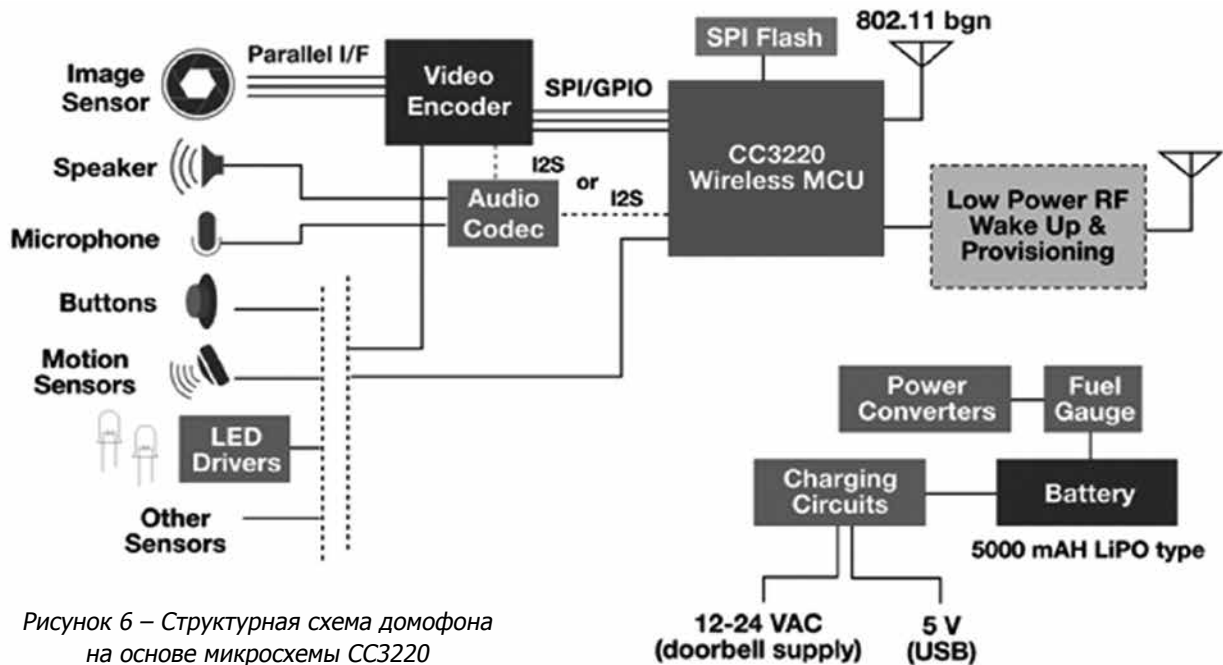 Image
Sensor
Parallel I/F
Video
Encoder
SPI/GPIO
SPI Flash
802.11 bgn
CC3220
Wireless MCU
Speaker
I2S
or
I2S
Audio
Codec
Microphone
Low Power RF
Wake Up &
Provisioning
Buttons
Motion
Sensors
LED
Drivers
Other
Sensors
Power
Converters
Fuel
Gauge
Charging
Circuits
Battery
5000 mAH LiPO type
12-24 VAC
(doorbell supply)
5 V
(USB)
Рисунок 6 – Структурная схема домофона
на основе микросхемы CC3220